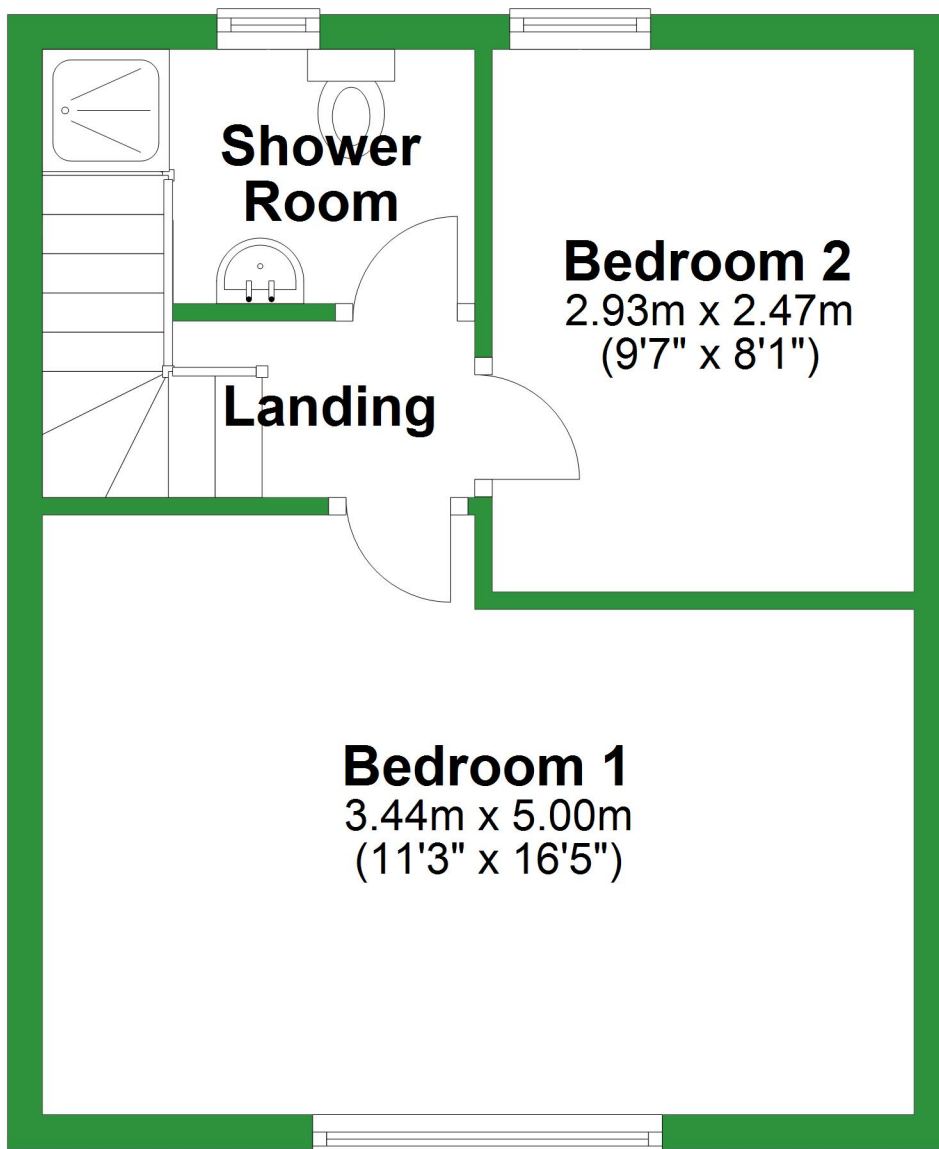 Shower
Room
Bedroom 2
2.93m x 2.47m
(9'7" x 8'1")
Landing
Bedroom 1
3.44m x 5.00m
(11'3" x 16'5")